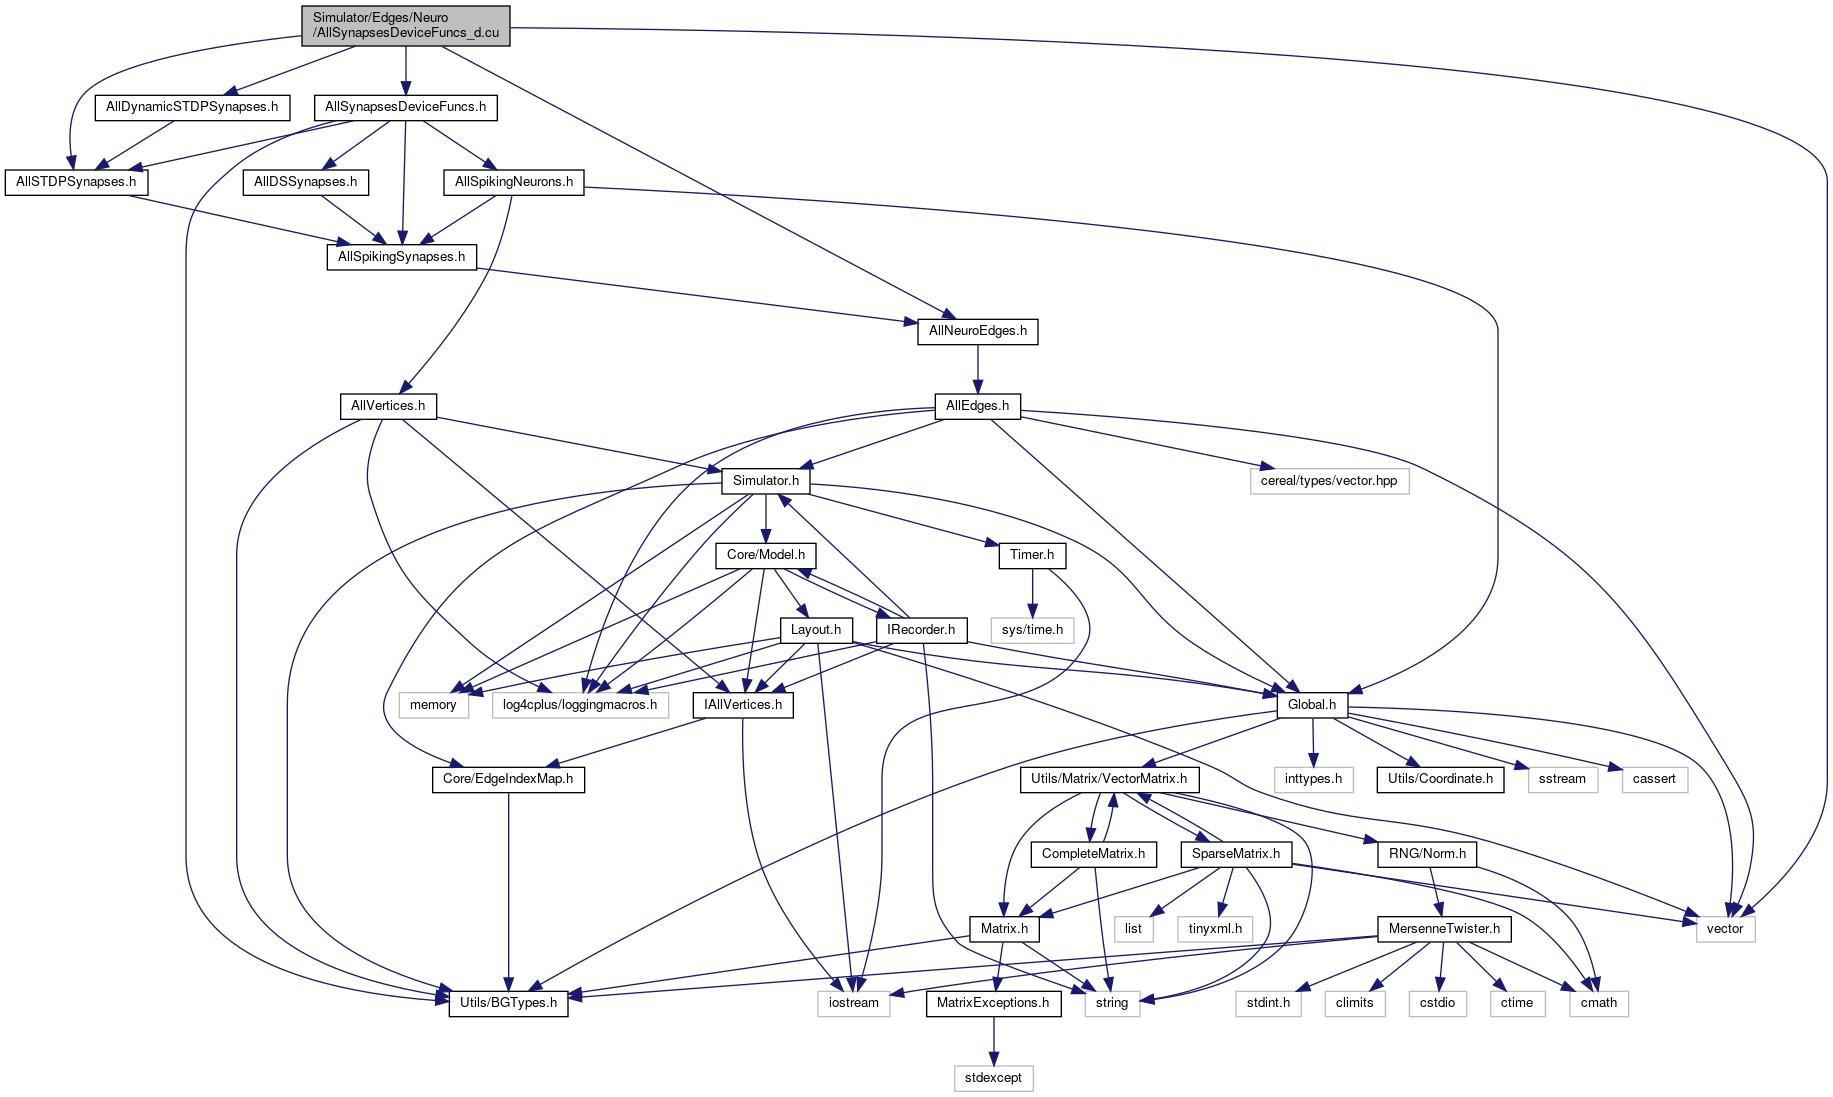 Simulator/Edges/Neuro
/AllSynapsesDeviceFuncs_d.cu
AllDynamicSTDPSynapses.h
AllSynapsesDeviceFuncs.h
AllSTDPSynapses.h
AllDSSynapses.h
AllSpikingNeurons.h
AllSpikingSynapses.h
AllNeuroEdges.h
AllVertices.h
AllEdges.h
Simulator.h
cereal/types/vector.hpp
Core/Model.h
Timer.h
Layout.h
IRecorder.h
sys/time.h
memory
log4cplus/loggingmacros.h
IAllVertices.h
Global.h
Core/EdgeIndexMap.h
Utils/Matrix/VectorMatrix.h
inttypes.h
Utils/Coordinate.h
sstream
cassert
CompleteMatrix.h
SparseMatrix.h
RNG/Norm.h
Matrix.h
list
tinyxml.h
MersenneTwister.h
vector
Utils/BGTypes.h
iostream
MatrixExceptions.h
string
stdint.h
climits
cstdio
ctime
cmath
stdexcept